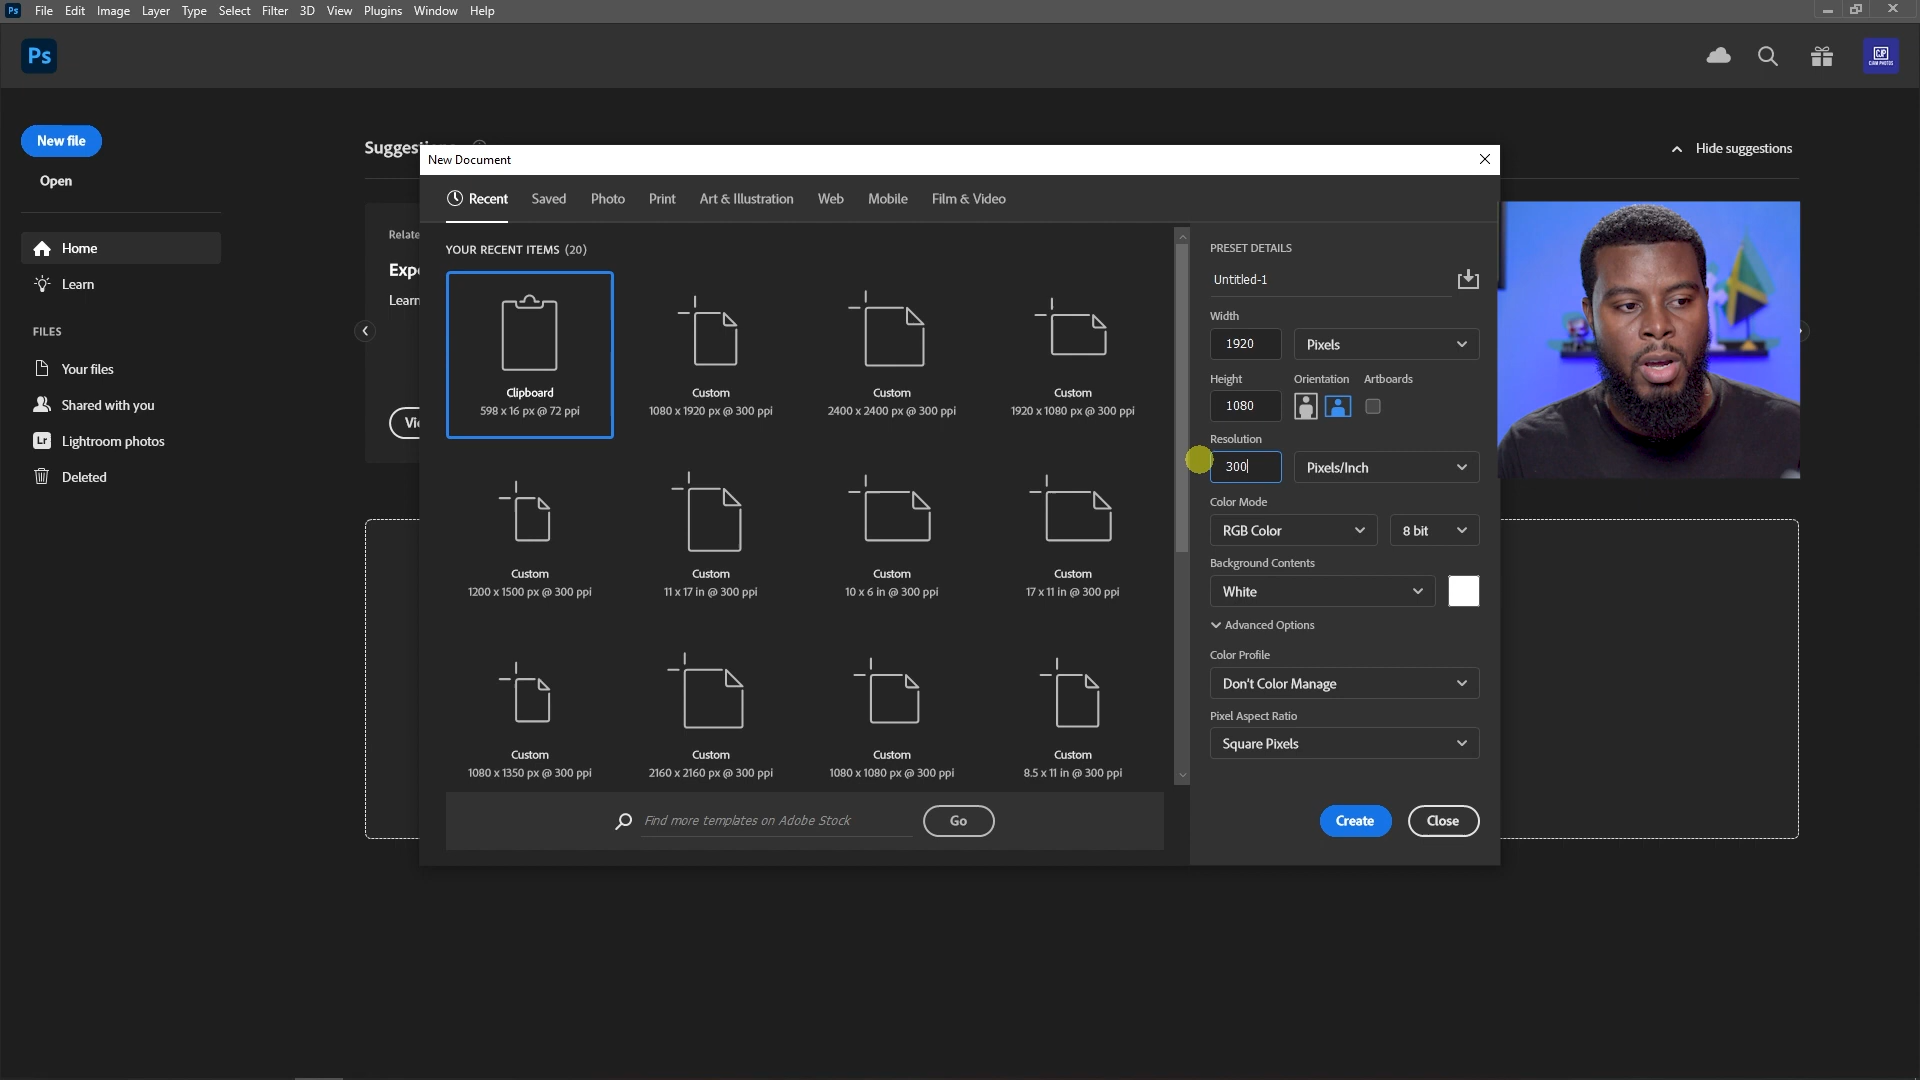 Ps File Edit Image Layer Type Select Filter 3D View Plugins Window Help
Ps
CJAM PHOTOS
New file
Open
Home
Learn
FILES
Your files
Shared with you
Lr Lightroom photos
Deleted
Hide suggestions
New Document
Recent Saved Photo Print Art & Illustration Web Mobile Film & Video
YOUR RECENT ITEMS (20)
Clipboard
598 x 16 px @ 72 ppi
Custom
1080 x 1920 px @ 300 ppi
Custom
2400 x 2400 px @ 300 ppi
Custom
1920 x 1080 px @ 300 ppi
Custom
1200 x 1500 px @ 300 ppi
Custom
11 x 17 in @ 300 ppi
Custom
10 x 6 in @ 300 ppi
Custom
17 x 11 in @ 300 ppi
Custom
1080 x 1350 px @ 300 ppi
Custom
2160 x 2160 px @ 300 ppi
Custom
1080 x 1080 px @ 300 ppi
Custom
8.5 x 11 in @ 300 ppi
Find more templates on Adobe Stock
Go
PRESET DETAILS
Untitled-1
Width
1920 Pixels
Height Orientation Artboards
1080
Resolution
300 Pixels/Inch
Color Mode
RGB Color 8 bit
Background Contents
White
Advanced Options
Color Profile
Don't Color Manage
Pixel Aspect Ratio
Square Pixels
Create Close